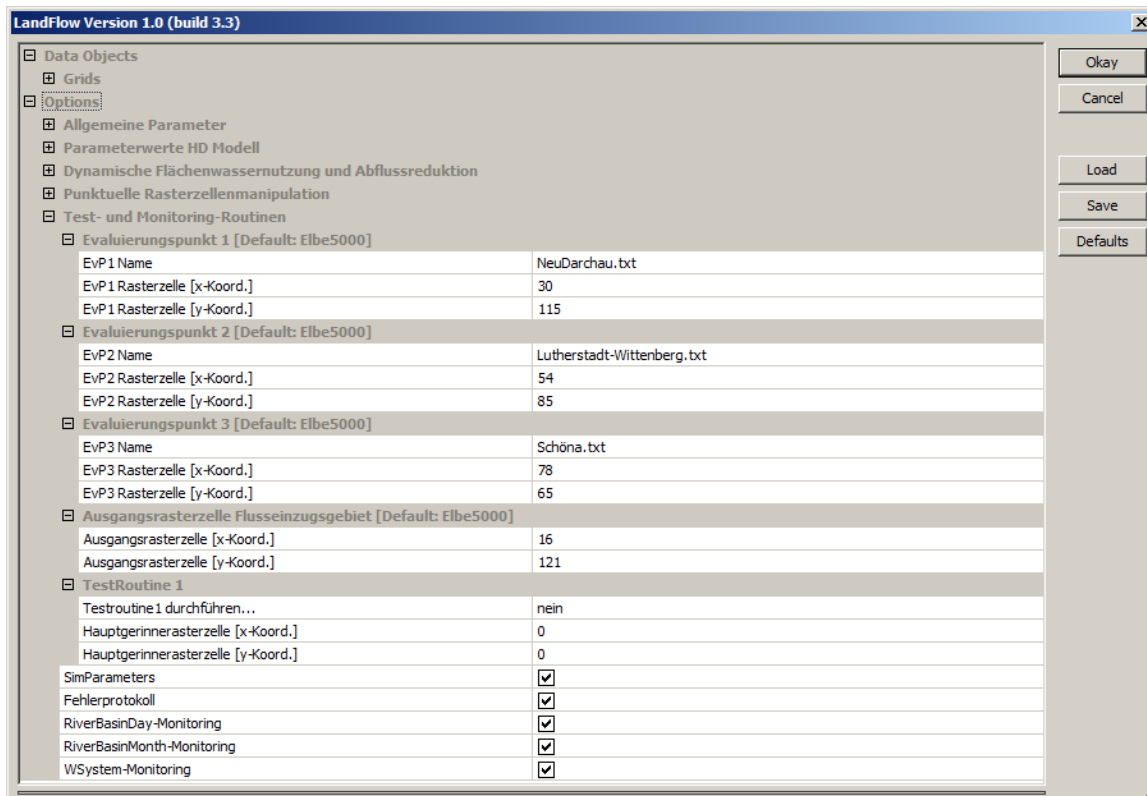 LandFlow Version 1.0 (build 3.3)
Data Objects
Grids
Options
Allgemeine Parameter
Parameterwerte HD Modell
Dynamische Flächenwassernutzung und Abflussreduktion
Punktuelle Rasterzellenmanipulation
Test- und Monitoring-Routinen
Evaluierungspunkt 1 [Default: Elbe5000]
EvP1 Name NeuDarchau.txt
EvP1 Rasterzelle [x-Koord.] 30
EvP1 Rasterzelle [y-Koord.] 115
Evaluierungspunkt 2 [Default: Elbe5000]
EvP2 Name Lutherstadt-Wittenberg.txt
EvP2 Rasterzelle [x-Koord.] 54
EvP2 Rasterzelle [y-Koord.] 85
Evaluierungspunkt 3 [Default: Elbe5000]
EvP3 Name Schöna.txt
EvP3 Rasterzelle [x-Koord.] 78
EvP3 Rasterzelle [y-Koord.] 65
Ausgangsrasterzelle Flusseinzugsgebiet [Default: Elbe5000]
Ausgangsrasterzelle [x-Koord.] 16
Ausgangsrasterzelle [y-Koord.] 121
TestRoutine 1
Testroutine1 durchführen... nein
Hauptgerinnerasterzelle [x-Koord.] 0
Hauptgerinnerasterzelle [y-Koord.] 0
SimParameters
Fehlerprotokoll
RiverBasinDay-Monitoring
RiverBasinMonth-Monitoring
WSystem-Monitoring
Okay
Cancel
Load
Save
Defaults